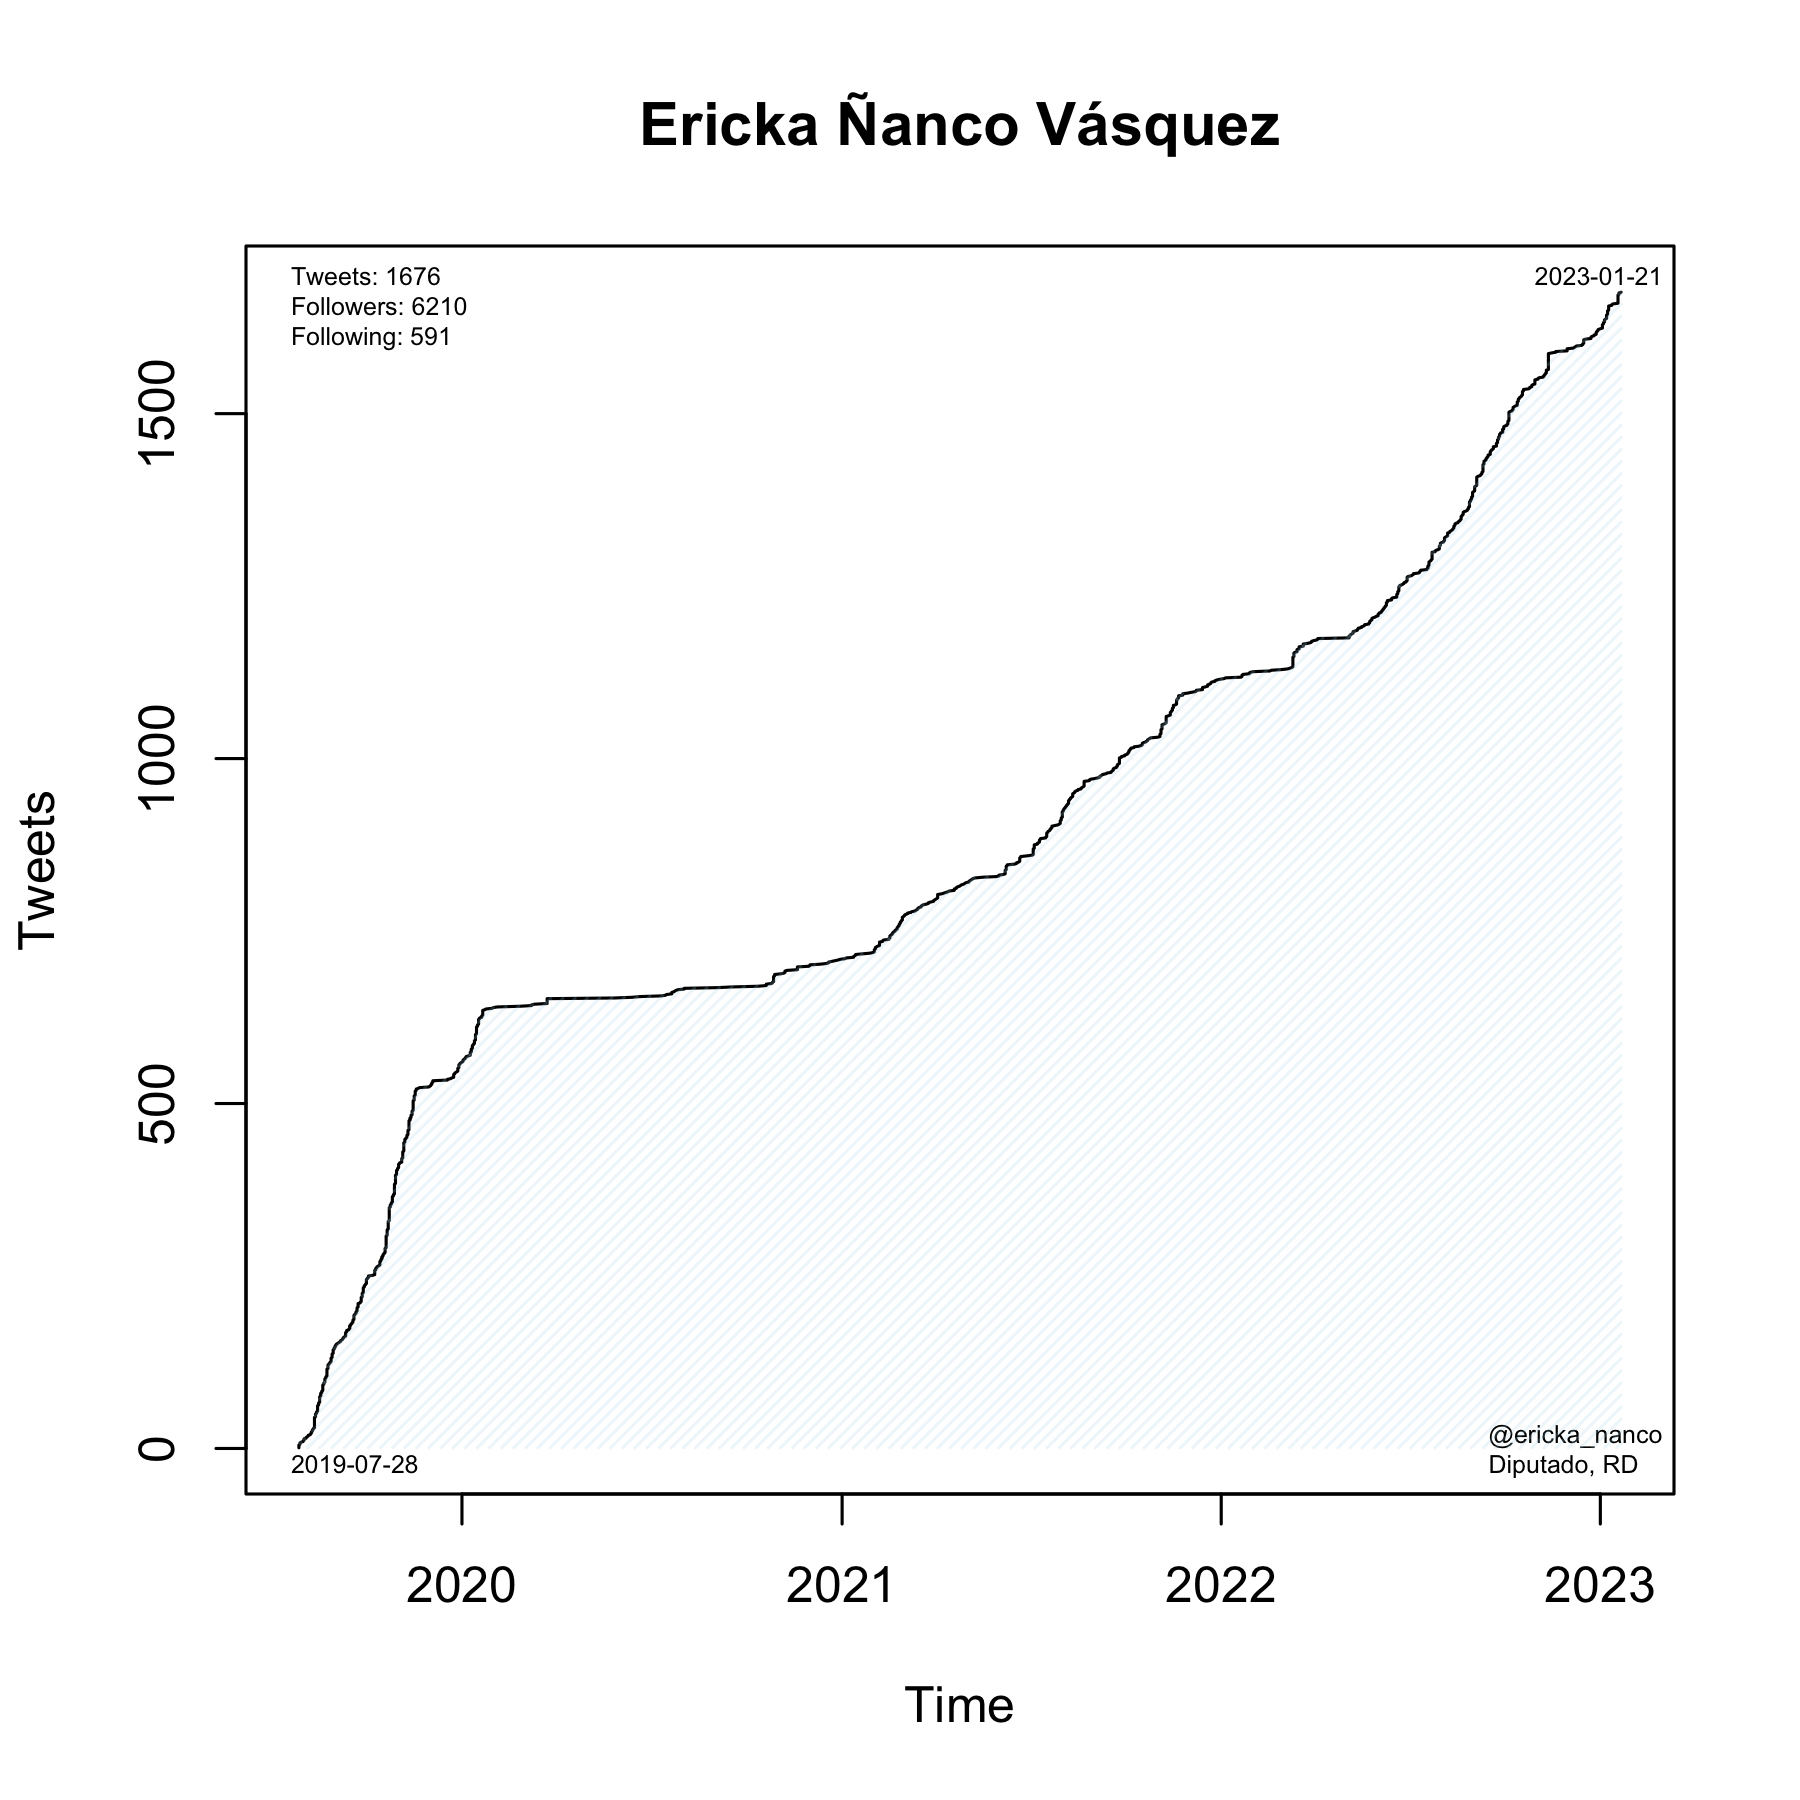 Ericka Ñanco Vásquez
Tweets: 1676
Followers: 6210
Following: 591
2023-01-21
1500
1000
500
0
Tweets
2019-07-28
@ericka_nanco
Diputado, RD
2020
2021
2022
2023
Time